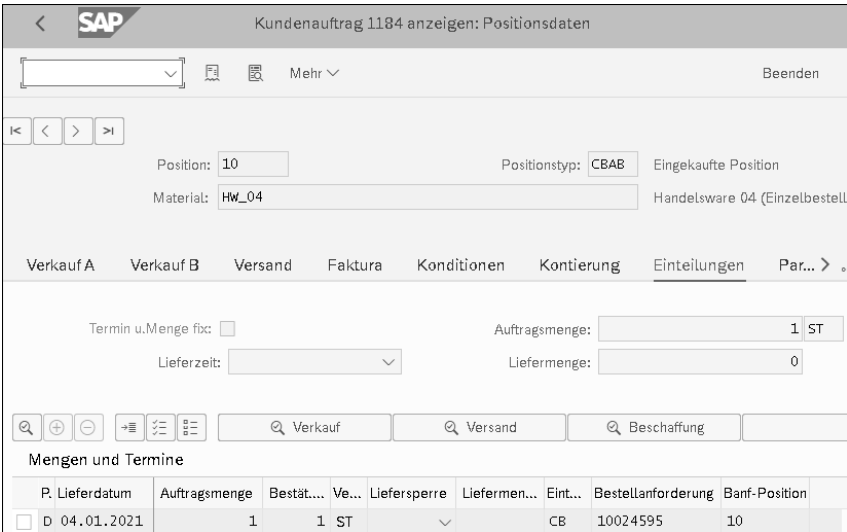 SAP Kundenauftrag 1184 anzeigen: Positionsdaten
Mehr Beenden
Position: 10 Positionstyp: CBAB Eingekaufte Position
Material: HW_04 Handelsware 04 (Einzelbestell
Verkauf A Verkauf B Versand Faktura Konditionen Kontierung Einteilungen Par...
Termin u.Menge fix: Auftragsmenge: 1 ST
Lieferzeit: Liefermenge: 0
Verkauf Versand Beschaffung
Mengen und Termine
P. Lieferdatum Auftragsmenge Bestät.... Ve... Liefersperre Liefermen... Eint... Bestellanforderung Banf-Position
D 04.01.2021 1 1 ST CB 10024595 10